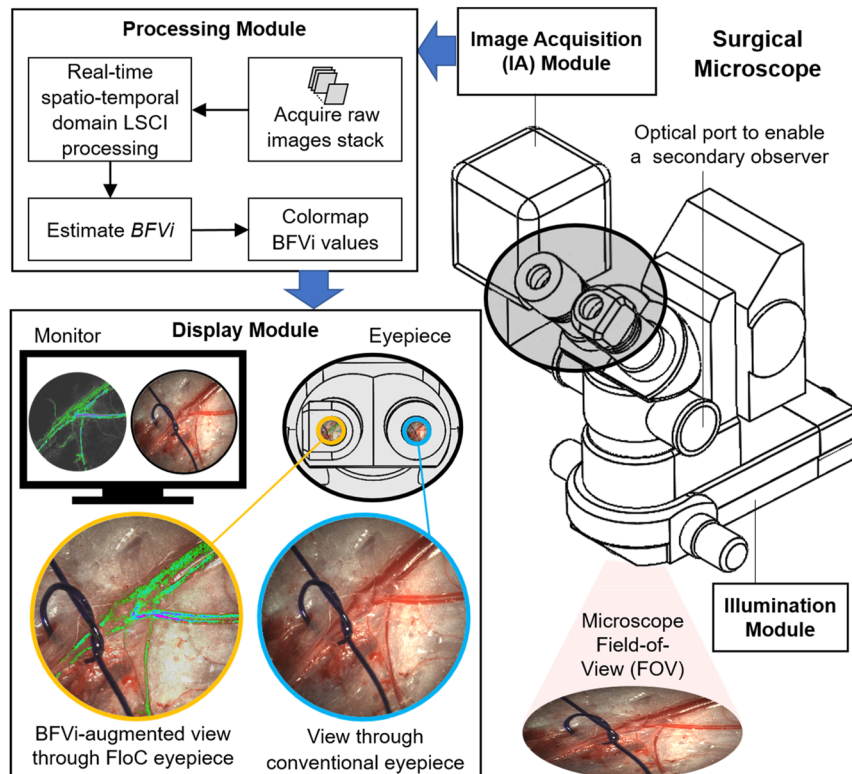 Processing Module
Real-time
spatio-temporal
domain LSCI
processing
Acquire raw
images stack
Estimate BFVi
Colormap
BFVi values
Image Acquisition
(IA) Module
Surgical
Microscope
Optical port to enable
a secondary observer
Display Module
Monitor
Eyepiece
BFVi-augmented view
through FloC eyepiece
View through
conventional eyepiece
Illumination
Module
Microscope
Field-of-
View (FOV)